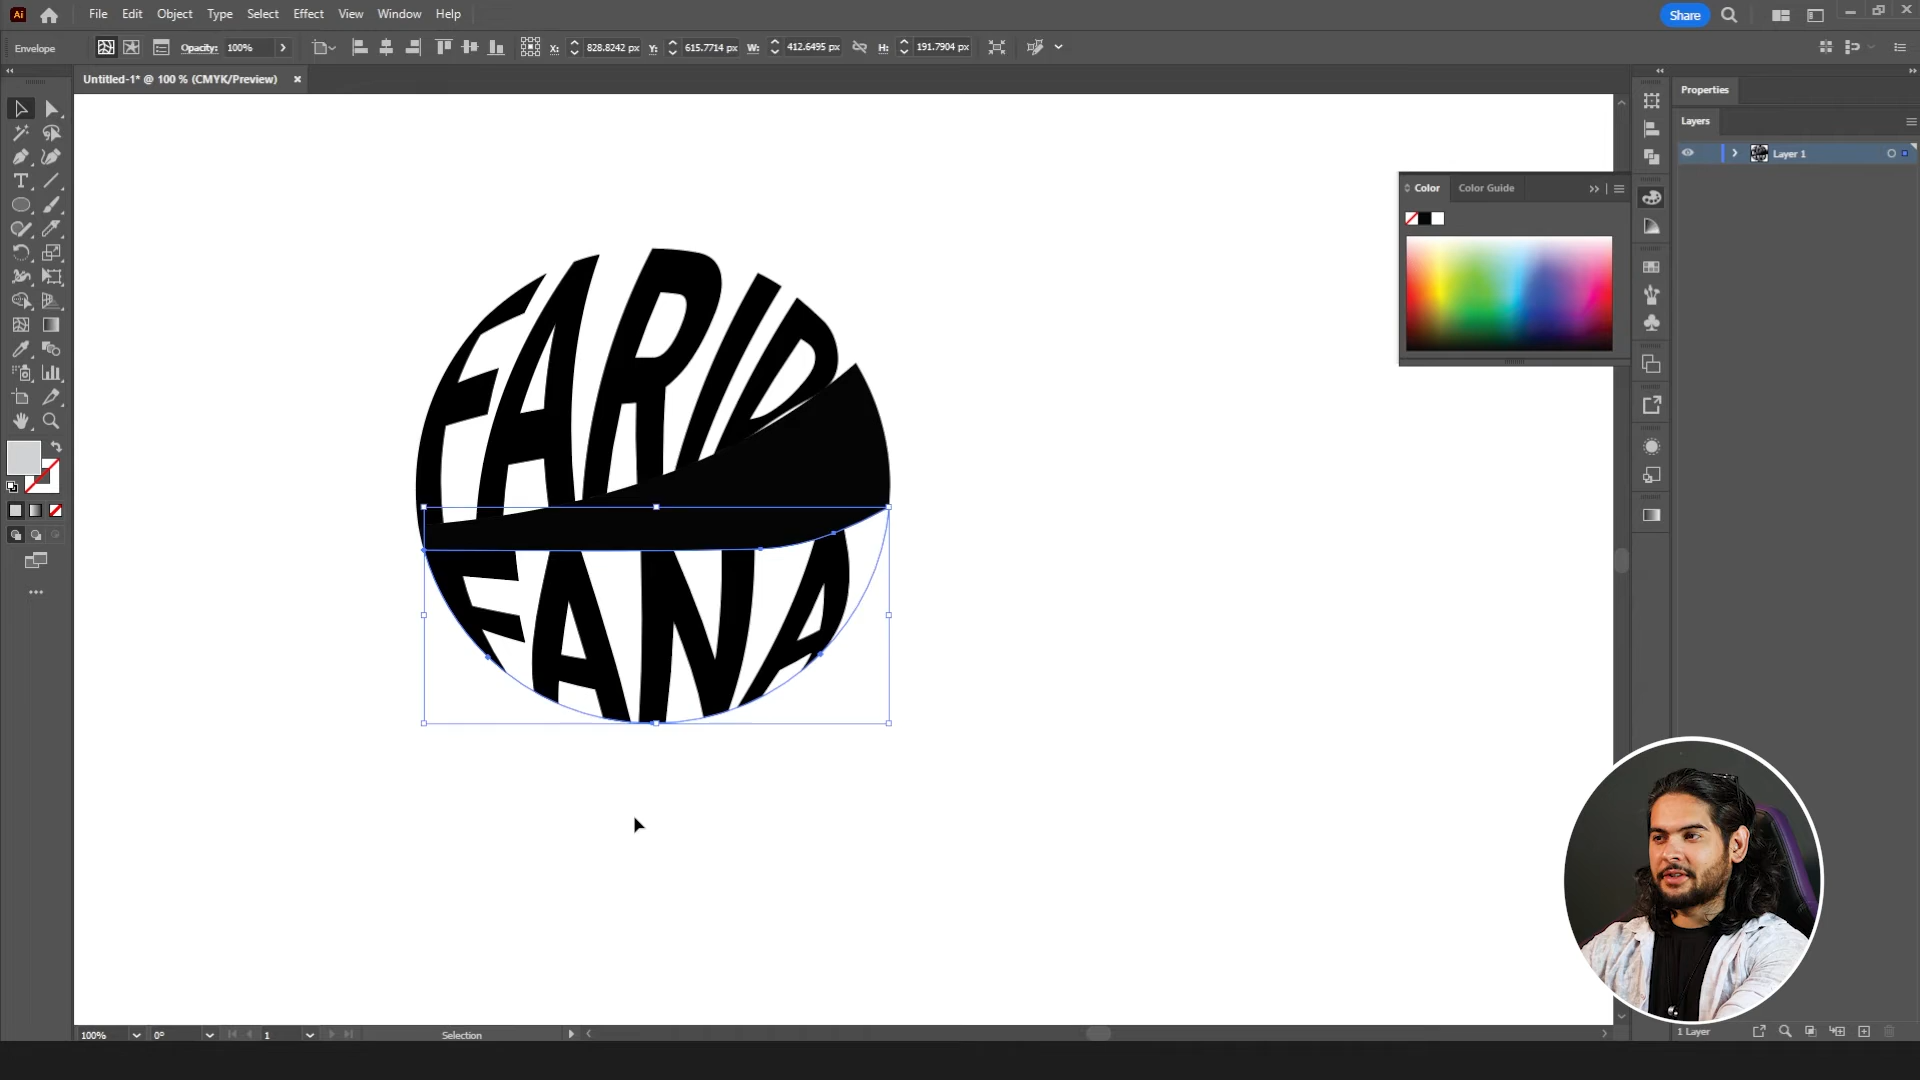 Ai File Edit Object Type Select Effect View Window Help Share
Envelope Opacity: 100% X: 828.8242 px Y: 615.7714 px W: 412.6495 px H: 191.7904 px
Untitled-1* @ 100 % (CMYK/Preview) ×
Properties
Layers
Layer 1
Color Color Guide
FARID
FANA
100% 0° 1 Selection
1 Layer